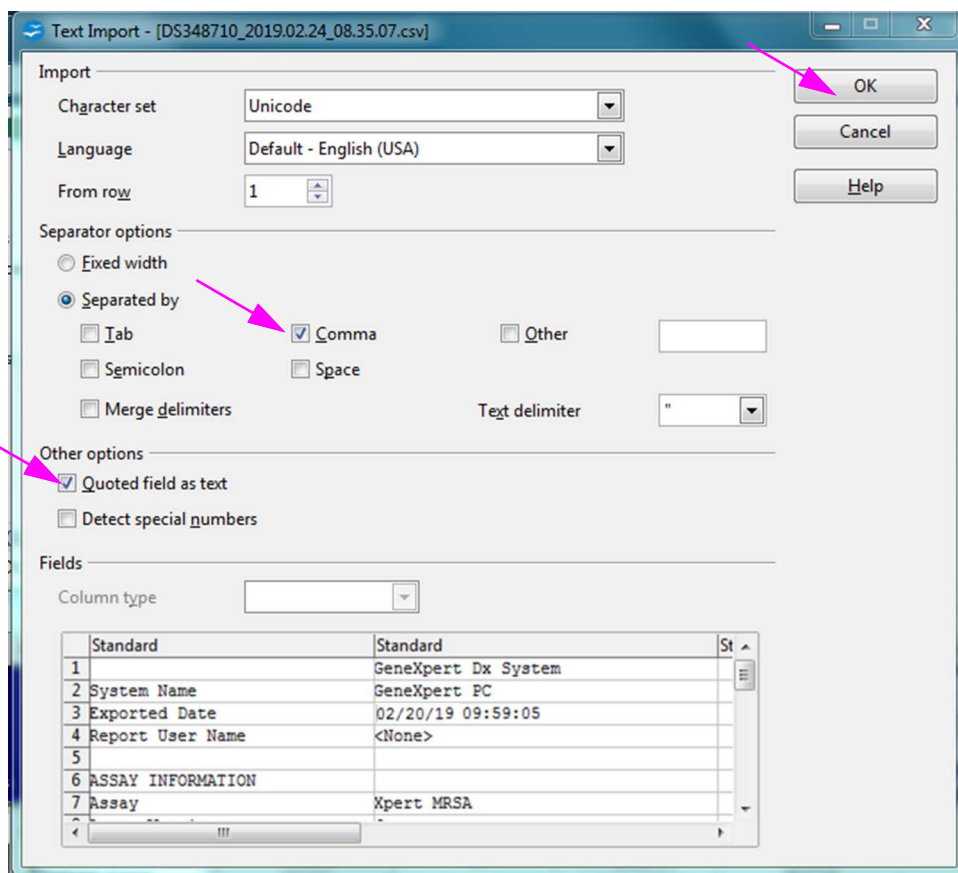 Text Import - [DS348710_2019.02.24_08.35.07.csv]
Import
OK
Character set Unicode
Cancel
Language Default - English (USA)
From row 1
Help
Separator options
Fixed width
Separated by
Tab Comma Other
Semicolon Space
Merge delimiters Text delimiter "
Other options
Quoted field as text
Detect special numbers
Fields
Column type
Standard Standard St
1 GeneXpert Dx System
2 System Name GeneXpert PC
3 Exported Date 02/20/19 09:59:05
4 Report User Name <None>
5
6 ASSAY INFORMATION
7 Assay Xpert MRSA